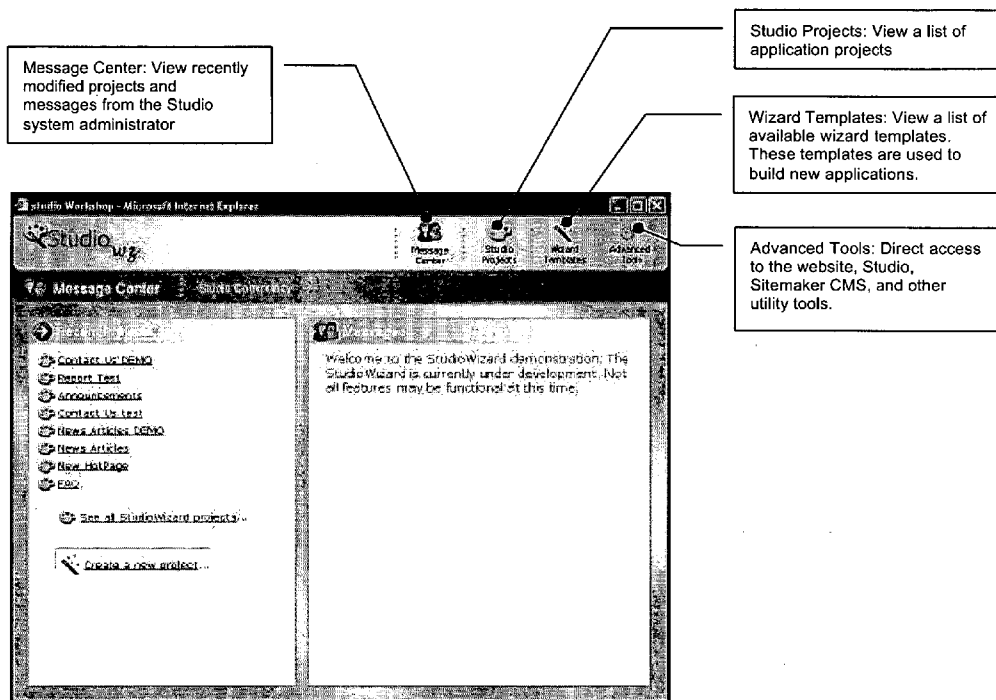 Studio Projects: View a list of
application projects
Message Center: View recently
modified projects and
messages from the Studio
system administrator
Wizard Templates: View a list of
available wizard templates.
These templates are used to
build new applications.
Advanced Tools: Direct access
to the website, Studio,
Sitemaker CMS, and other
utility tools.
studio Workshop - Microsoft Internet Explorer
Studio wz
Message
Center
Studio
Projects
Wizard
Templates
Advanced
Tools
Message Center
Contact Us DEMO
Report Test
Announcements
Contact Us test
News Articles DEMO
News Articles
New HotPage
FAQ
See all StudioWizard projects...
Create a new project...
Welcome to the StudioWizard demonstration. The
StudioWizard is currently under development. Not
all features may be functional at this time.